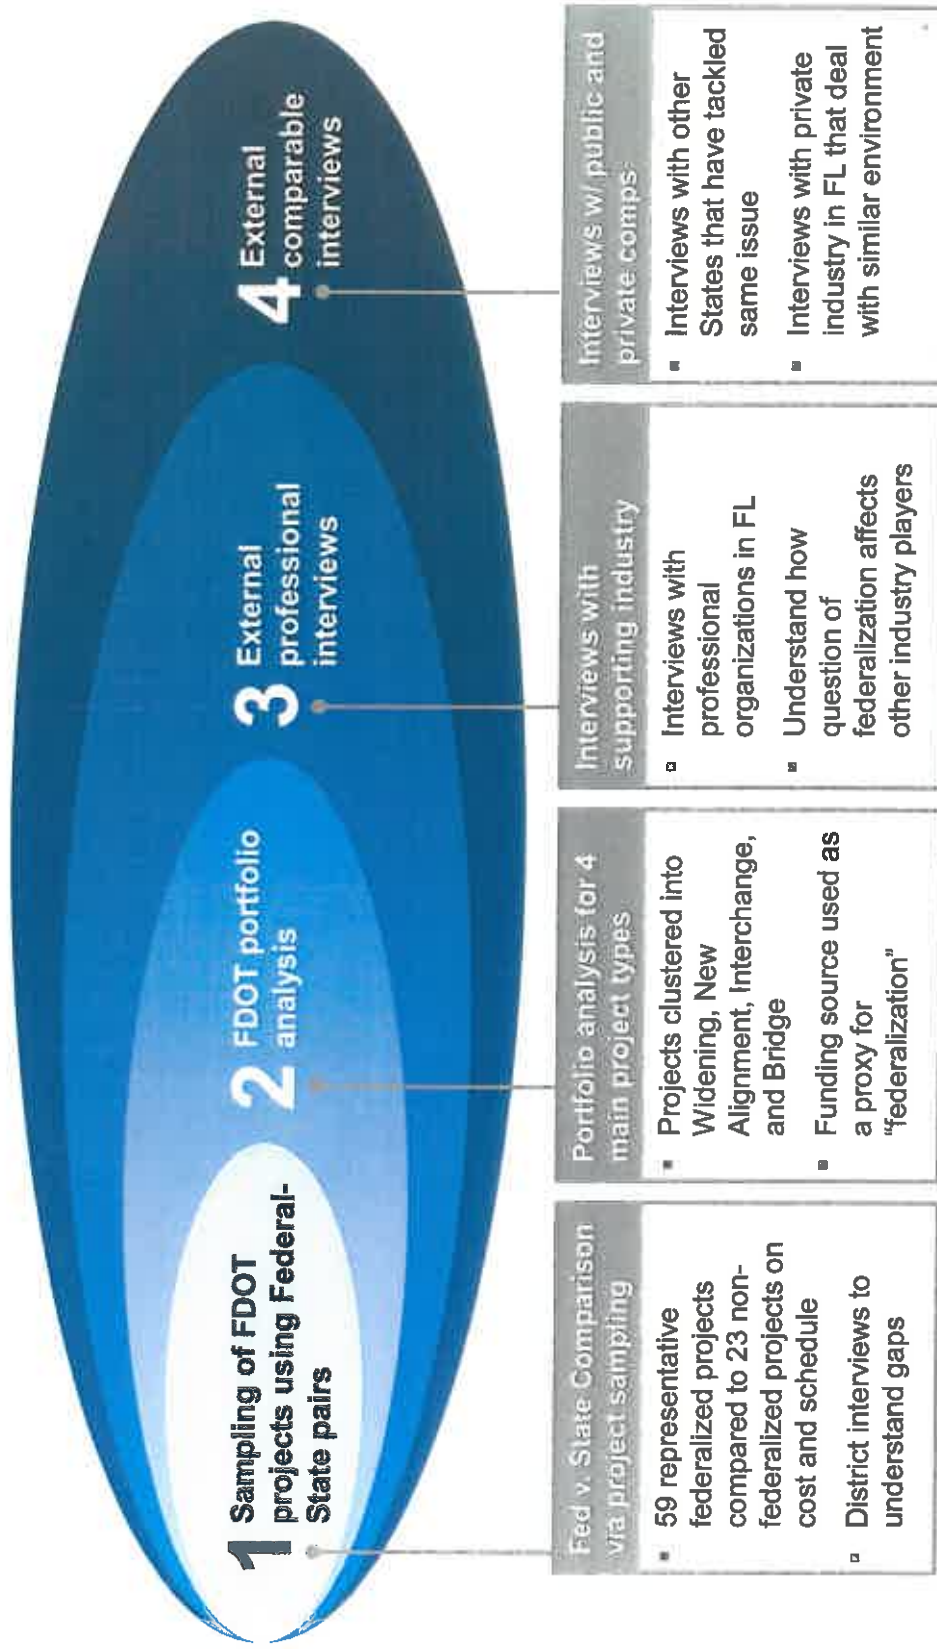 1 Sampling of FDOT
projects using Federal-
State pairs
2 FDOT portfolio
analysis
3 External
professional
interviews
4 External
comparable
interviews
Fed v. State Comparison
via project sampling
▪ 59 representative
federalized projects
compared to 23 non-
federalized projects on
cost and schedule
▫ District interviews to
understand gaps
Portfolio analysis for 4
main project types
▪ Projects clustered into
Widening, New
Alignment, Interchange,
and Bridge
▪ Funding source used as
a proxy for
“federalization”
Interviews with
supporting industry
▫ Interviews with
professional
organizations in FL
▪ Understand how
question of
federalization affects
other industry players
Interviews w/ public and
private comps
▪ Interviews with other
States that have tackled
same issue
▪ Interviews with private
industry in FL that deal
with similar environment